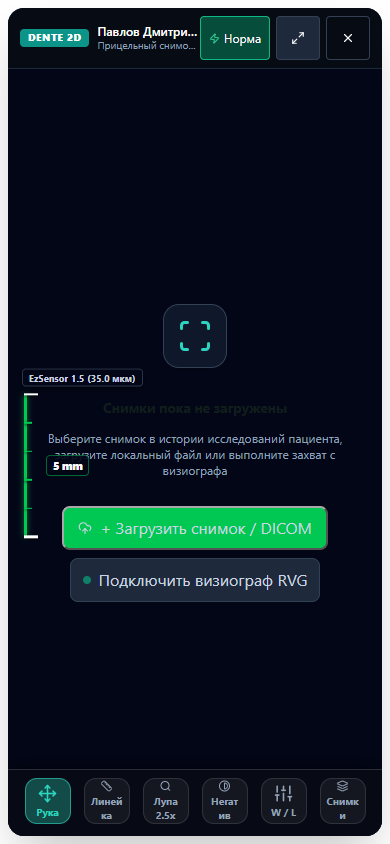 DENTE 2D
Павлов Дмитри...
Прицельный снимо...
Норма
EzSensor 1.5 (35.0 мкм)
Снимки пока не загружены
Выберите снимок в истории исследований пациента,
загрузите локальный файл или выполните захват с
визиографа
5 mm
+ Загрузить снимок / DICOM
Подключить визиограф RVG
Рука
Линей
ка
Лупа
2.5x
Негат
ив
W / L
Снимк
и